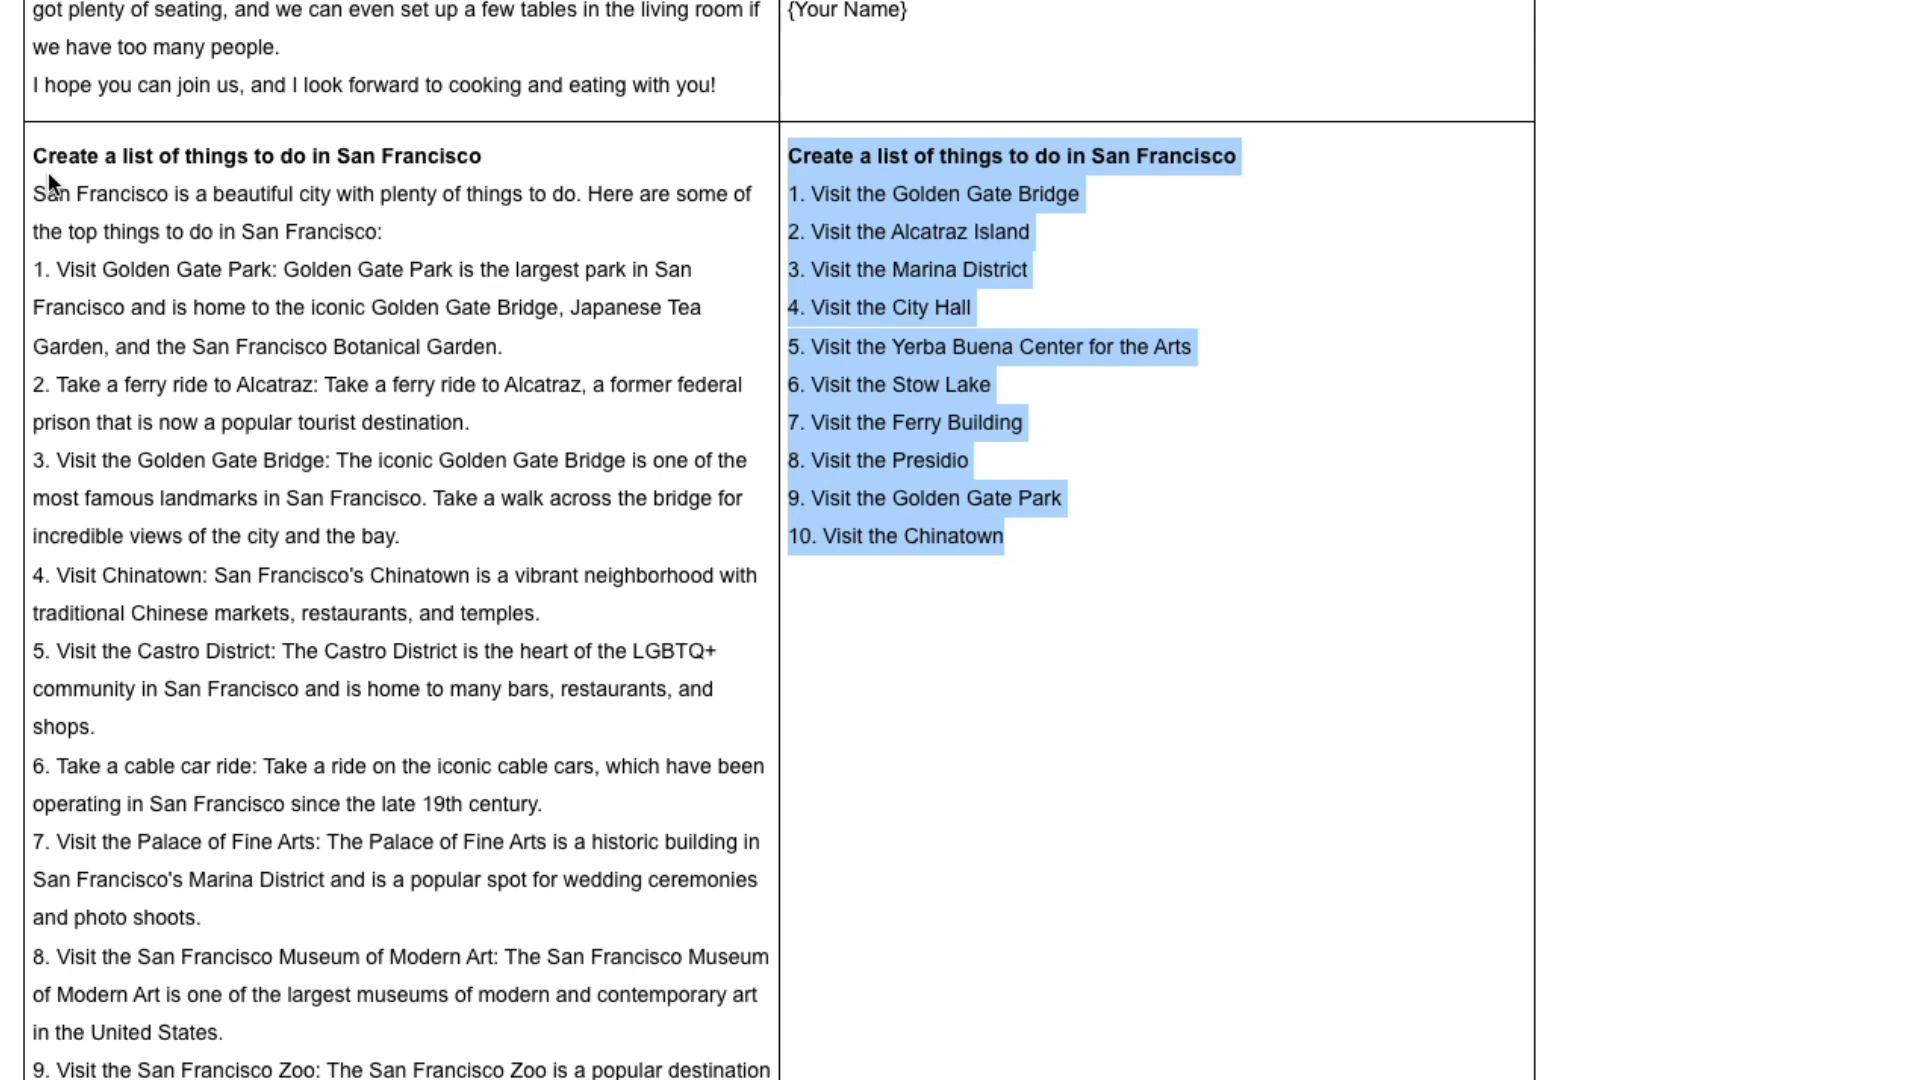 got plenty of seating, and we can even set up a few tables in the living room if
we have too many people.
I hope you can join us, and I look forward to cooking and eating with you!
{Your Name}
Create a list of things to do in San Francisco
San Francisco is a beautiful city with plenty of things to do. Here are some of
the top things to do in San Francisco:
1. Visit Golden Gate Park: Golden Gate Park is the largest park in San
Francisco and is home to the iconic Golden Gate Bridge, Japanese Tea
Garden, and the San Francisco Botanical Garden.
2. Take a ferry ride to Alcatraz: Take a ferry ride to Alcatraz, a former federal
prison that is now a popular tourist destination.
3. Visit the Golden Gate Bridge: The iconic Golden Gate Bridge is one of the
most famous landmarks in San Francisco. Take a walk across the bridge for
incredible views of the city and the bay.
4. Visit Chinatown: San Francisco's Chinatown is a vibrant neighborhood with
traditional Chinese markets, restaurants, and temples.
5. Visit the Castro District: The Castro District is the heart of the LGBTQ+
community in San Francisco and is home to many bars, restaurants, and
shops.
6. Take a cable car ride: Take a ride on the iconic cable cars, which have been
operating in San Francisco since the late 19th century.
7. Visit the Palace of Fine Arts: The Palace of Fine Arts is a historic building in
San Francisco's Marina District and is a popular spot for wedding ceremonies
and photo shoots.
8. Visit the San Francisco Museum of Modern Art: The San Francisco Museum
of Modern Art is one of the largest museums of modern and contemporary art
in the United States.
9. Visit the San Francisco Zoo: The San Francisco Zoo is a popular destination
Create a list of things to do in San Francisco
1. Visit the Golden Gate Bridge
2. Visit the Alcatraz Island
3. Visit the Marina District
4. Visit the City Hall
5. Visit the Yerba Buena Center for the Arts
6. Visit the Stow Lake
7. Visit the Ferry Building
8. Visit the Presidio
9. Visit the Golden Gate Park
10. Visit the Chinatown